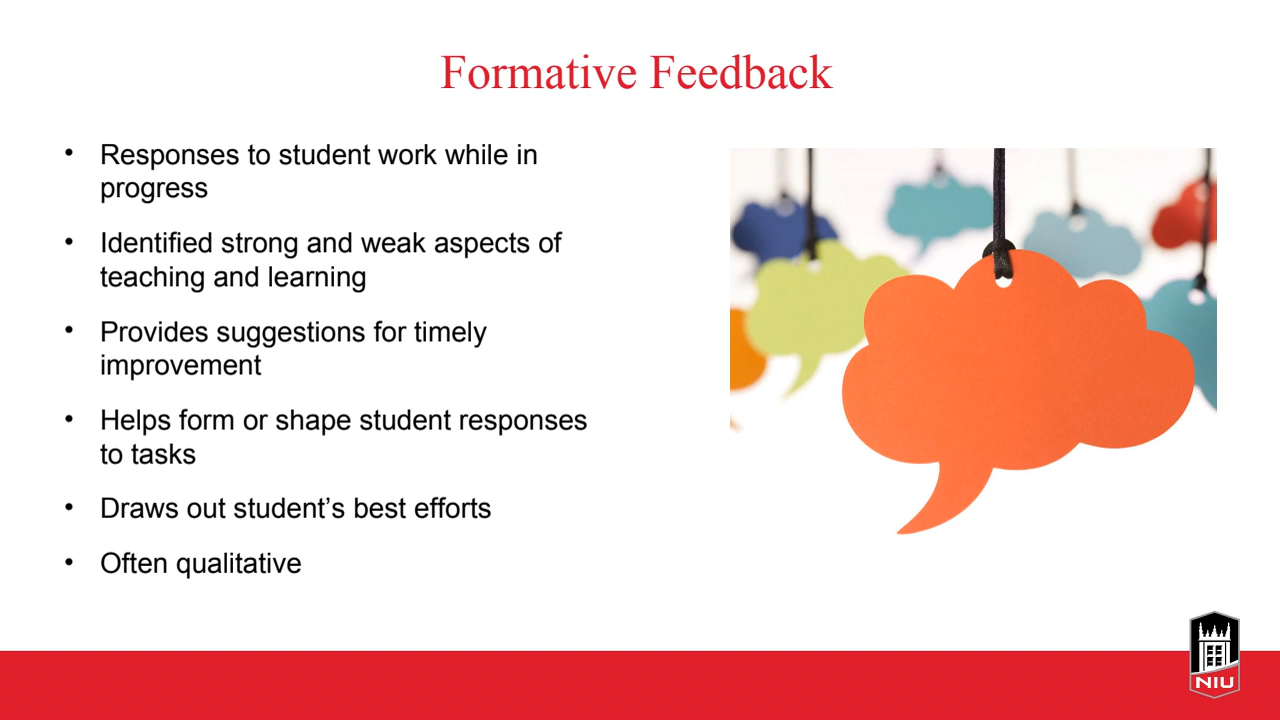 Formative Feedback
• Responses to student work while in
progress
• Identified strong and weak aspects of
teaching and learning
• Provides suggestions for timely
improvement
• Helps form or shape student responses
to tasks
• Draws out student’s best efforts
• Often qualitative
NIU